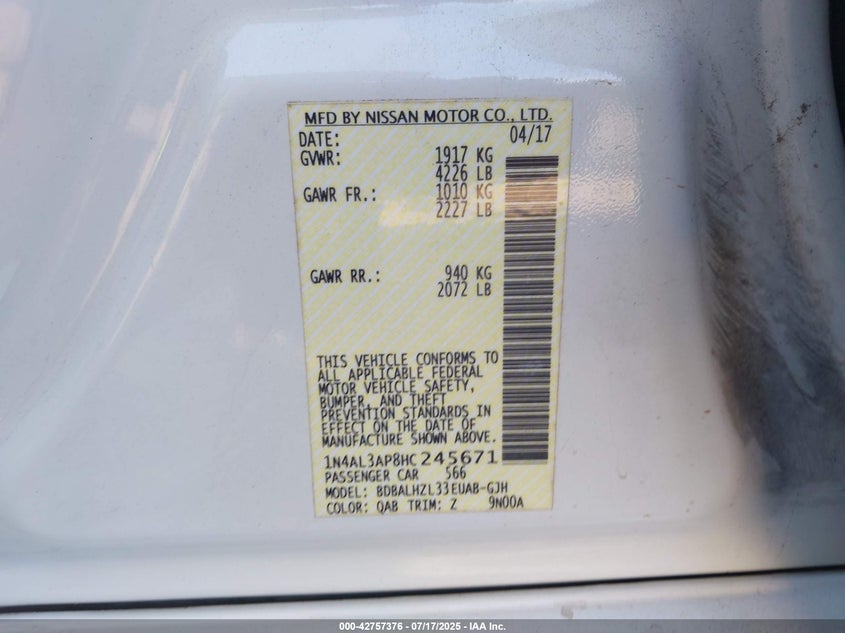 MFD BY NISSAN MOTOR CO., LTD.
DATE: 04/17
GVWR: 1917 KG
4226 LB
GAWR FR.: 1010 KG
2227 LB
GAWR RR.: 940 KG
2072 LB
THIS VEHICLE CONFORMS TO
ALL APPLICABLE FEDERAL
MOTOR VEHICLE SAFETY,
BUMPER, AND THEFT
PREVENTION STANDARDS IN
EFFECT ON THE DATE OF
MANUFACTURE SHOWN ABOVE.
1N4AL3AP8HC245671
PASSENGER CAR 566
MODEL: BDBALHZL33EUAB-GJH
COLOR: QAB TRIM: Z 9N00A
000-42757376 - 07/17/2025 - IAA Inc.